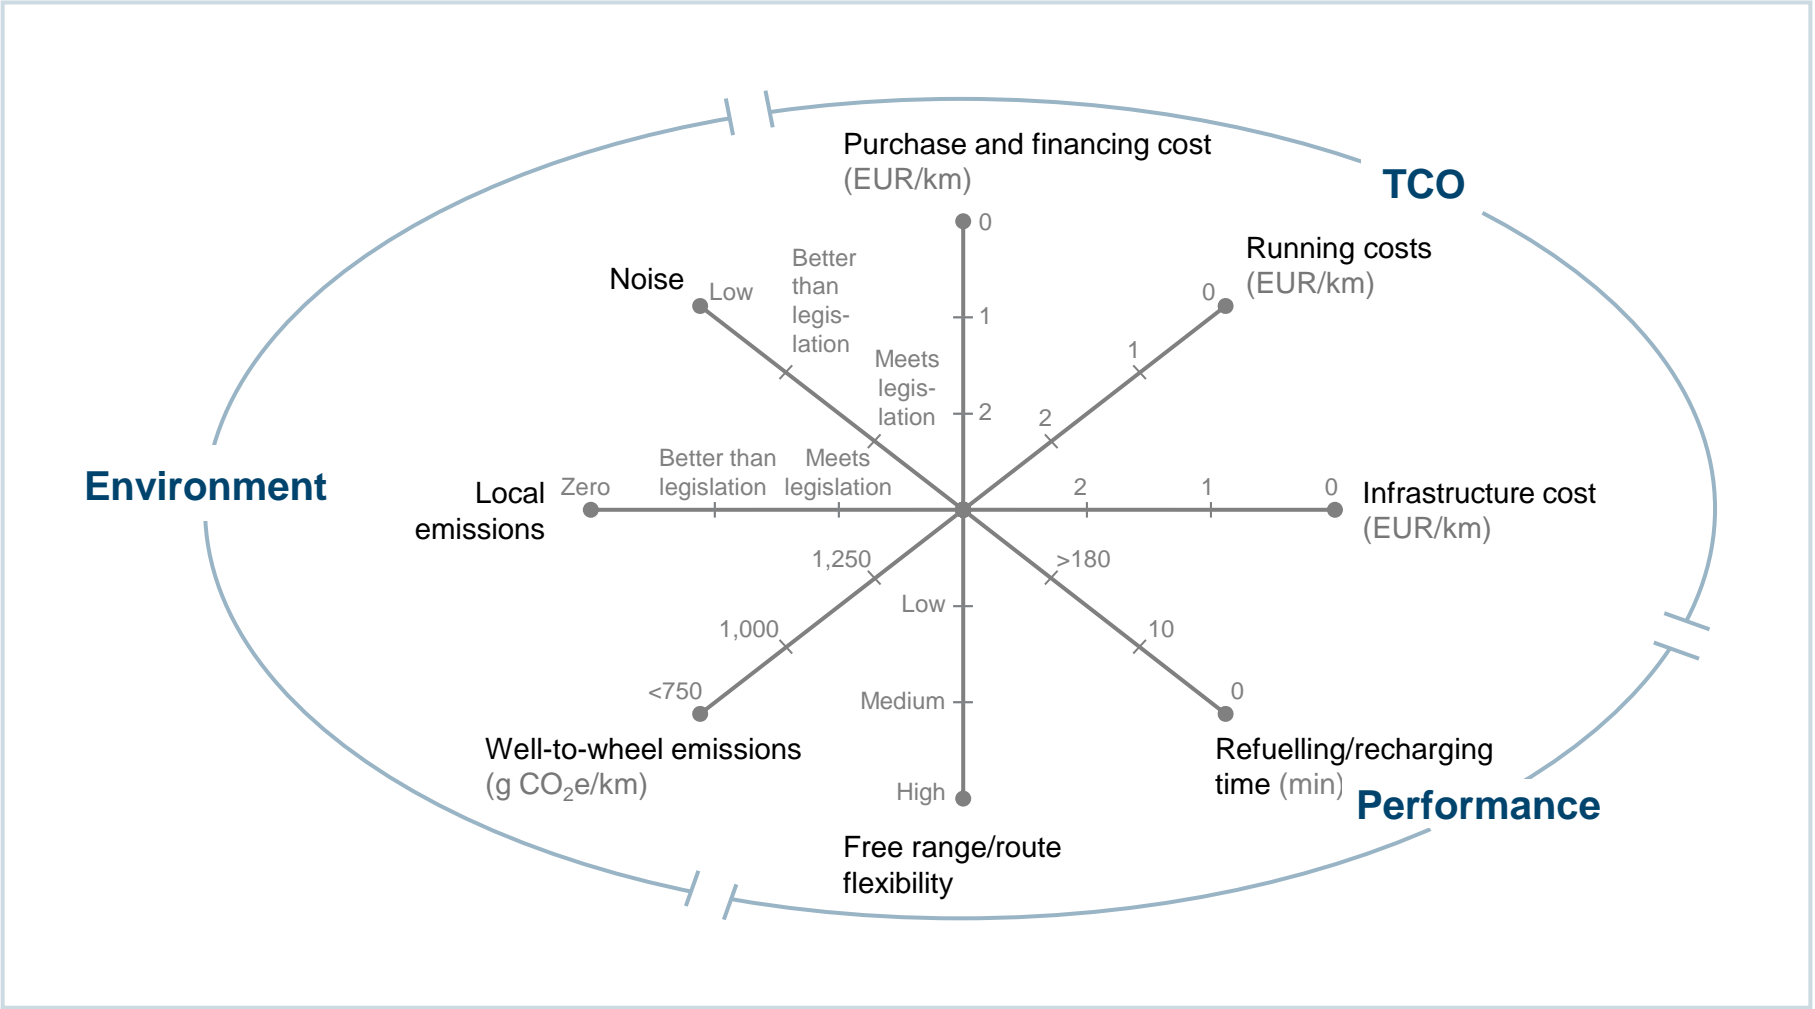 Purchase and financing cost
(EUR/km)
TCO
0
Running costs
(EUR/km)
0
1
2
Noise
Low
Better
than
legis-
lation
Meets
legis-
lation
1
2
Environment
Local
emissions
Zero
Better than
legislation
Meets
legislation
2
1
0
Infrastructure cost
(EUR/km)
1,250
1,000
<750
Well-to-wheel emissions
(g CO₂e/km)
Low
Medium
High
Free range/route
flexibility
>180
10
0
Refuelling/recharging
time (min)
Performance